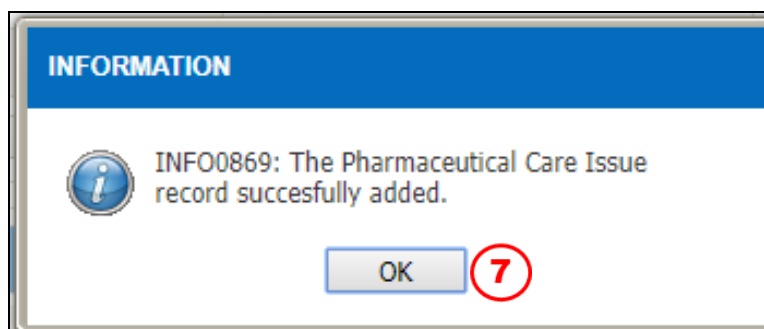 INFORMATION
INFO0869: The Pharmaceutical Care Issue
record succesfully added.
OK 7